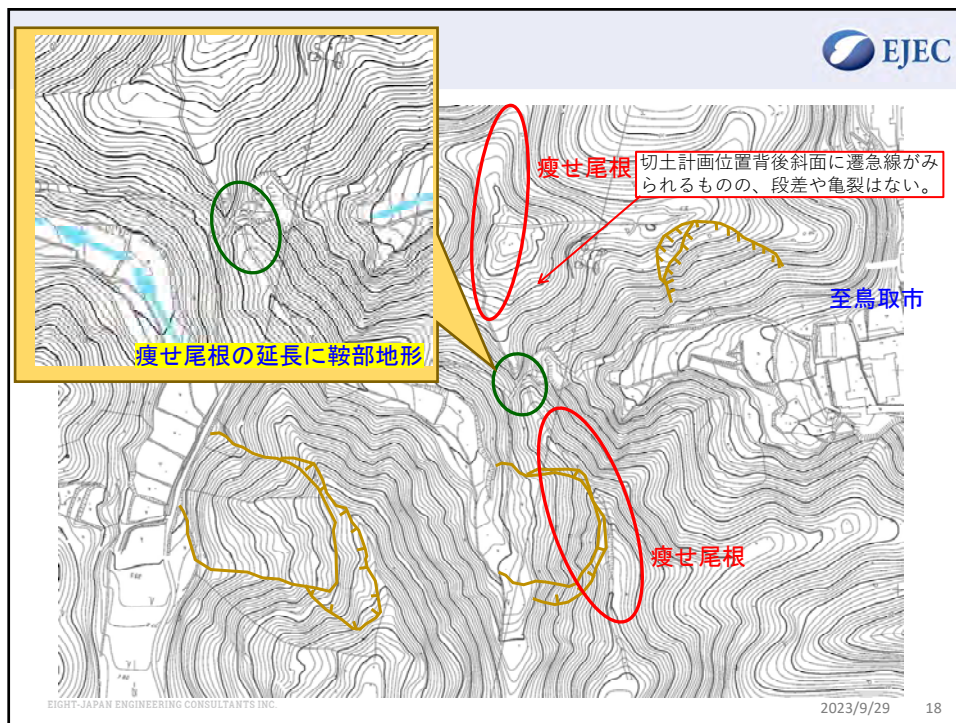 EJEC
痩せ尾根
切土計画位置背後斜面に遷急線がみ
られるものの、段差や亀裂はない。
至鳥取市
痩せ尾根の延長に鞍部地形
痩せ尾根
EIGHT-JAPAN ENGINEERING CONSULTANTS INC.
2023/9/29
18